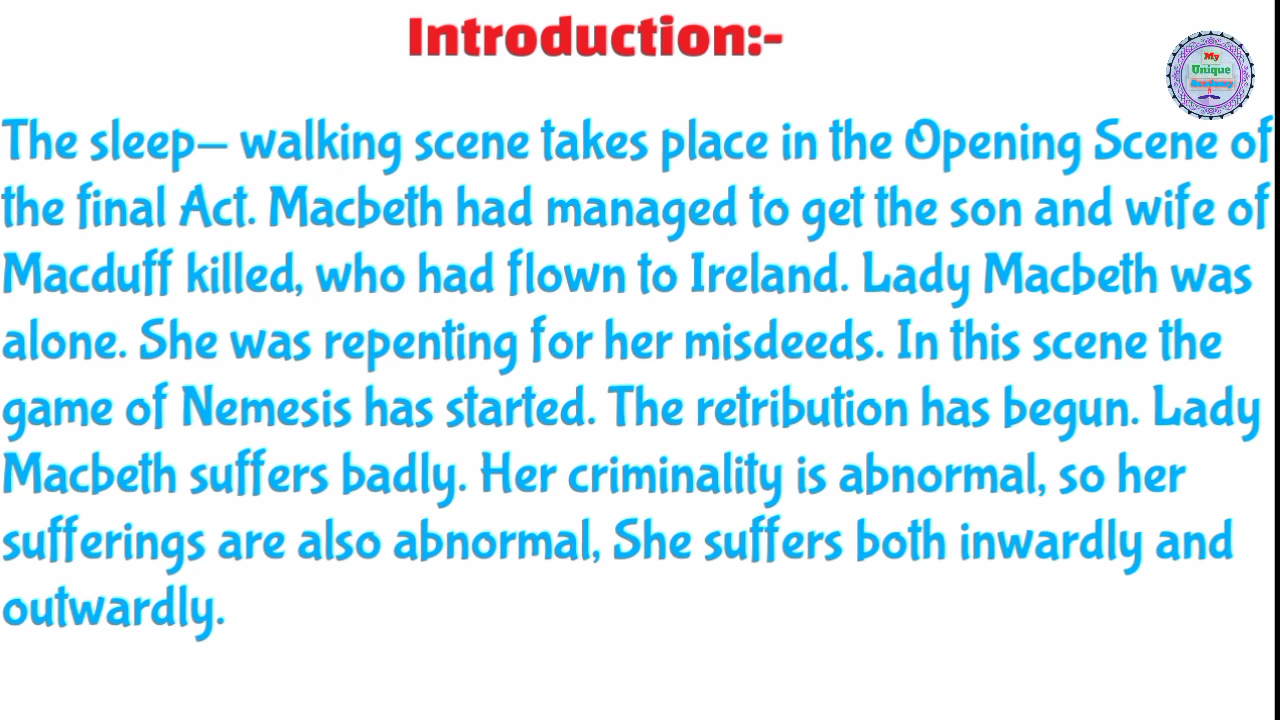 Introduction:-
My
Unique
Academy
The sleep– walking scene takes place in the Opening Scene of
the final Act. Macbeth had managed to get the son and wife of
Macduff killed, who had flown to Ireland. Lady Macbeth was
alone. She was repenting for her misdeeds. In this scene the
game of Nemesis has started. The retribution has begun. Lady
Macbeth suffers badly. Her criminality is abnormal, so her
sufferings are also abnormal, She suffers both inwardly and
outwardly.